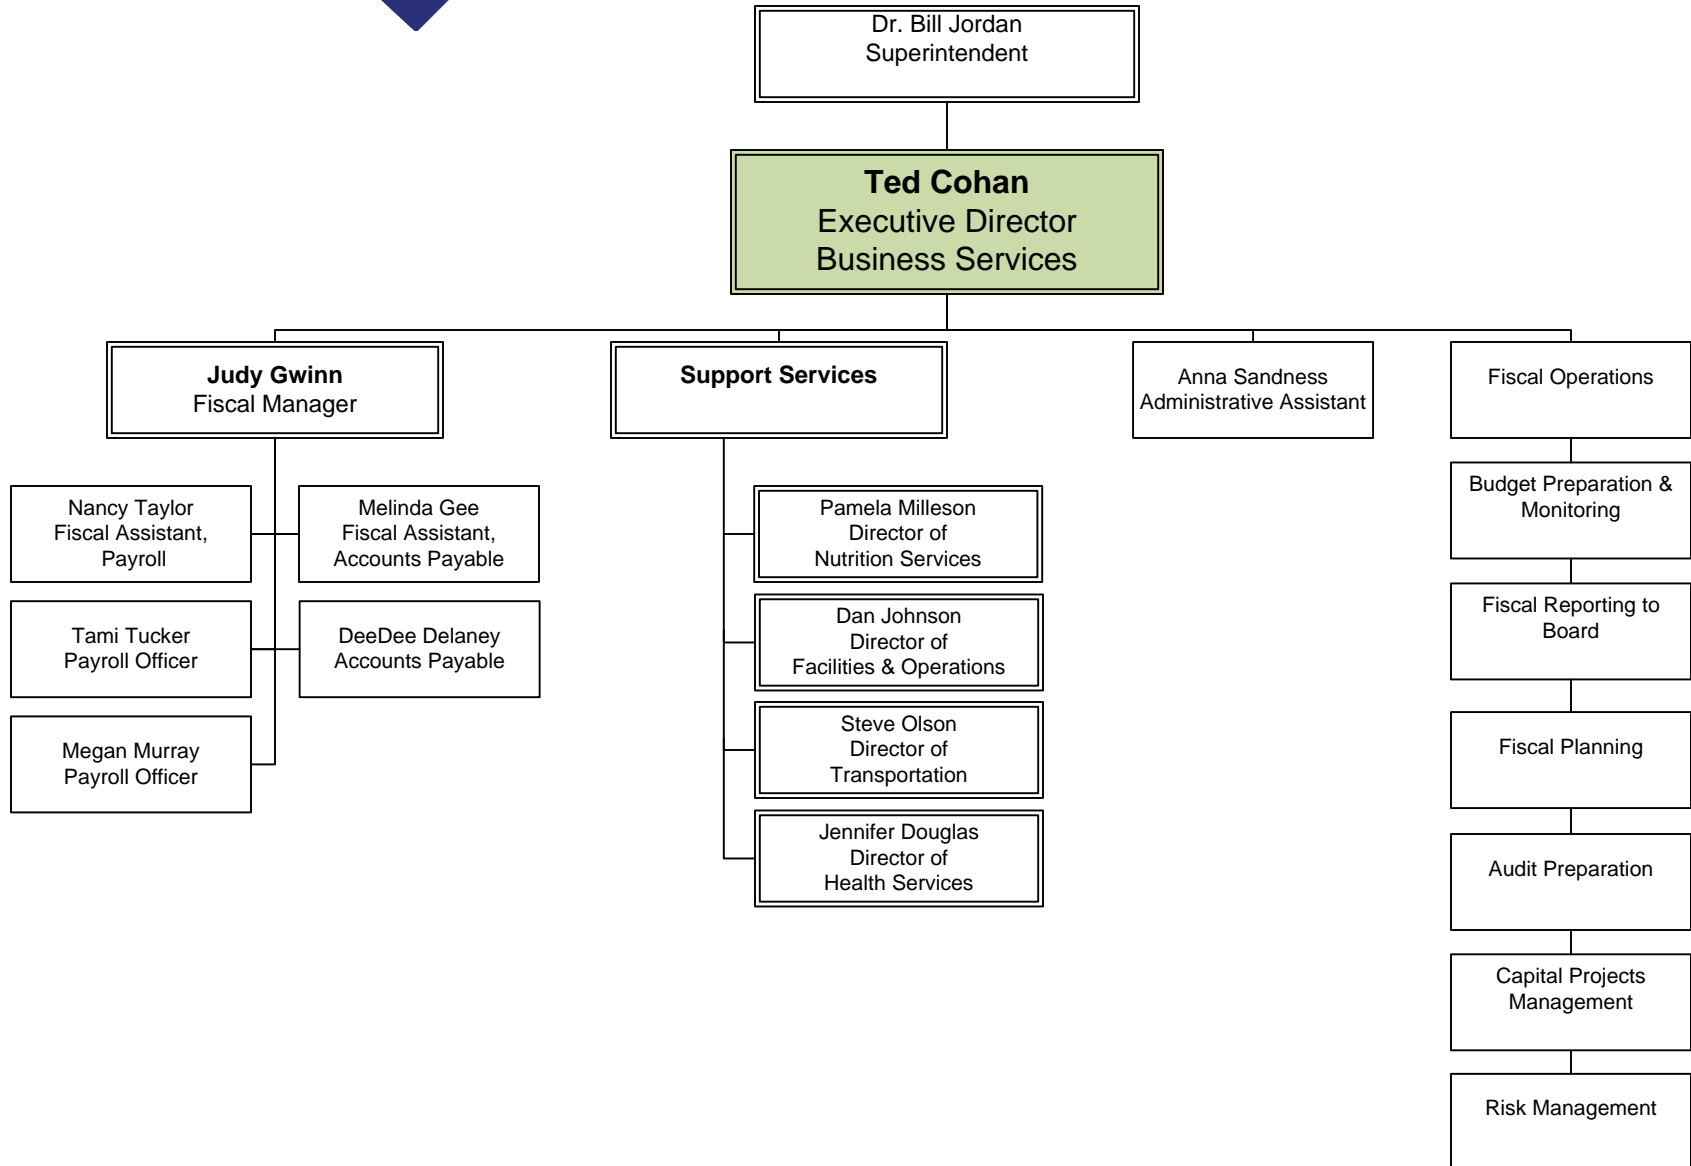 Dr. Bill Jordan
Superintendent
Ted Cohan
Executive Director
Business Services
Judy Gwinn
Fiscal Manager
Support Services
Anna Sandness
Administrative Assistant
Fiscal Operations
Nancy Taylor
Fiscal Assistant,
Payroll
Melinda Gee
Fiscal Assistant,
Accounts Payable
Tami Tucker
Payroll Officer
DeeDee Delaney
Accounts Payable
Megan Murray
Payroll Officer
Pamela Milleson
Director of
Nutrition Services
Dan Johnson
Director of
Facilities & Operations
Steve Olson
Director of
Transportation
Jennifer Douglas
Director of
Health Services
Budget Preparation &
Monitoring
Fiscal Reporting to
Board
Fiscal Planning
Audit Preparation
Capital Projects
Management
Risk Management